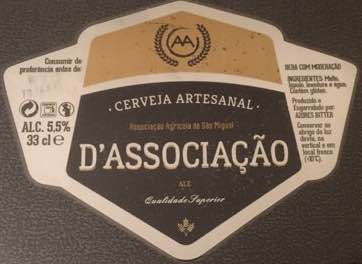 AA
CERVEJA ARTESANAL
Associação Agrícola de São Miguel
D'ASSOCIAÇÃO
ALE
Qualidade Superior
Consumir de
preferência antes de:
ALC. 5,5%
33 cl e
BEBA COM MODERAÇÃO
INGREDIENTES: Malte,
lúpulo, levedura e água.
Contém glúten.
Produzido e
Engarrafado por:
AZORES BITTER
Conservar ao
abrigo da luz
direta, na
vertical e em
local fresco
(<10°C).